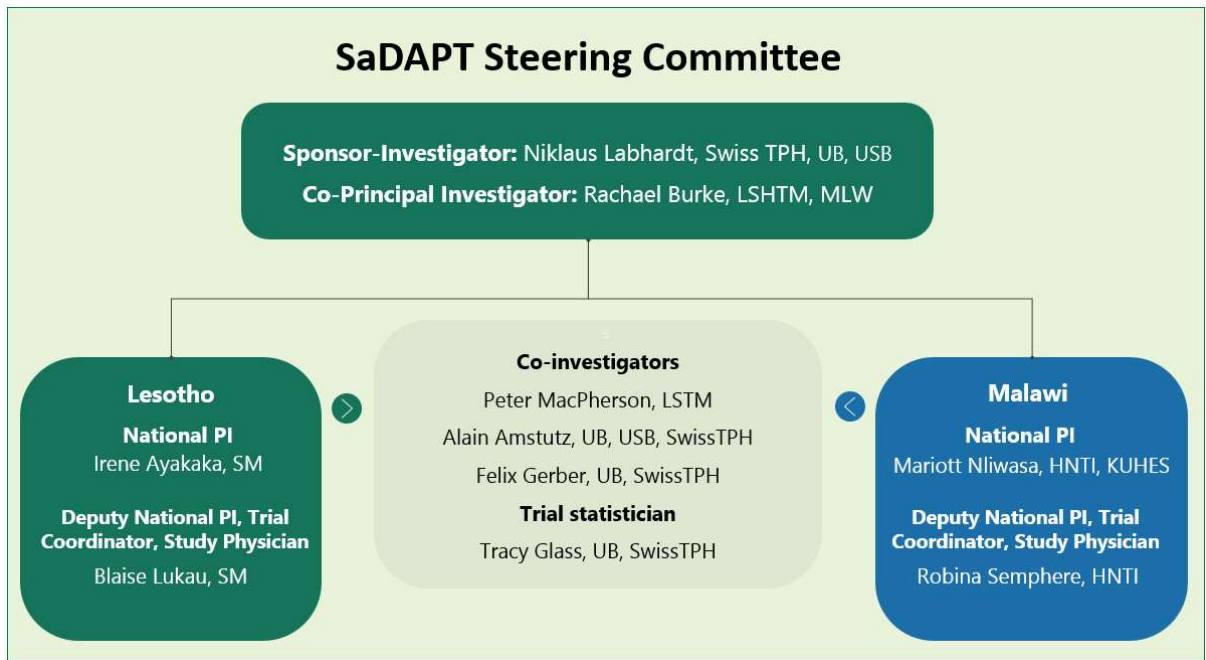 SaDAPT Steering Committee
Sponsor-Investigator: Niklaus Labhardt, Swiss TPH, UB, USB
Co-Principal Investigator: Rachael Burke, LSHTM, MLW
Lesotho
National PI
Irene Ayakaka, SM
Deputy National PI, Trial
Coordinator, Study Physician
Blaise Lukau, SM
Co-investigators
Peter MacPherson, LSTM
Alain Amstutz, UB, USB, SwissTPH
Felix Gerber, UB, SwissTPH
Trial statistician
Tracy Glass, UB, SwissTPH
Malawi
National PI
Mariott Nliwasa, HNTI, KUHES
Deputy National PI, Trial
Coordinator, Study Physician
Robina Semphere, HNTI